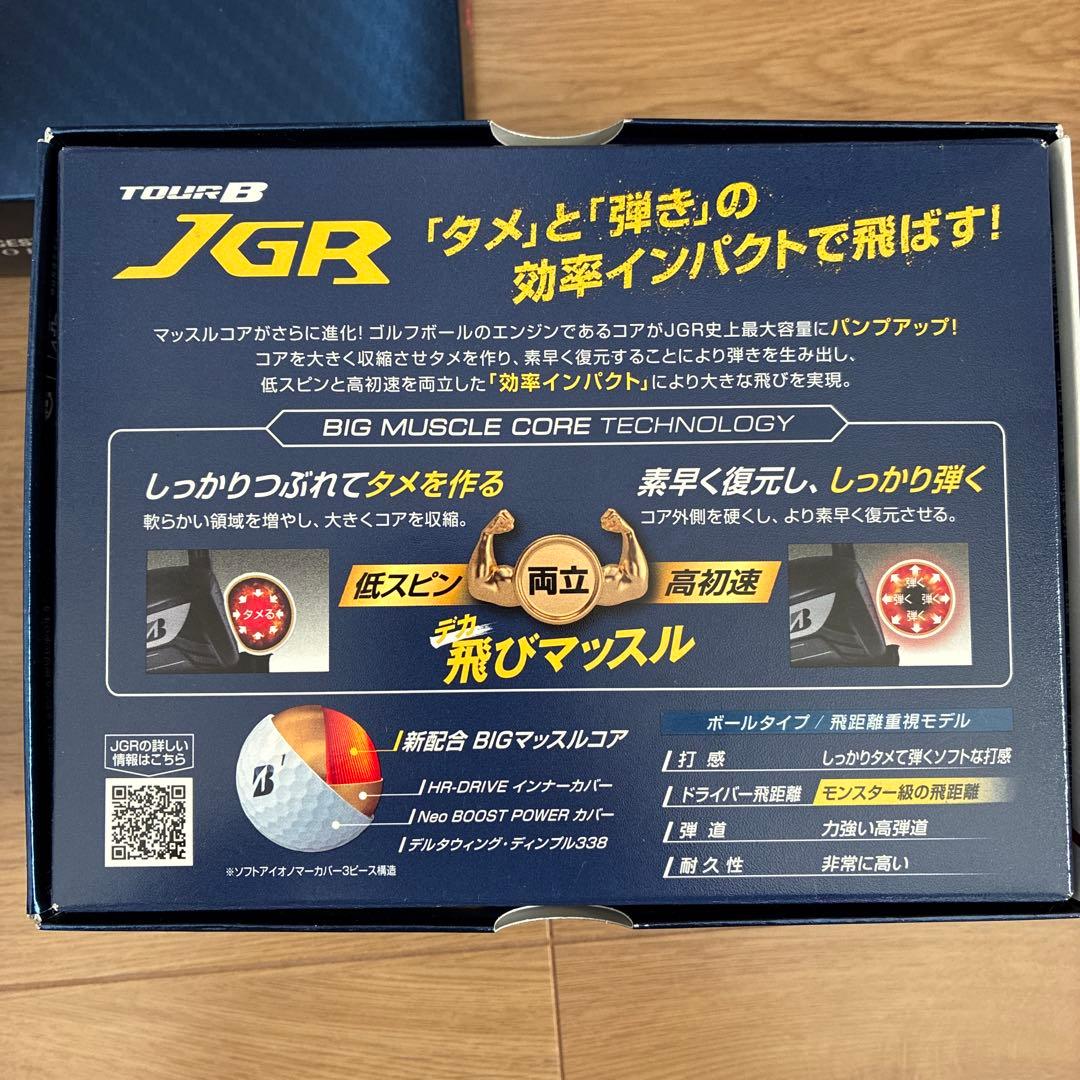 TOUR B
JGR
「タメ」と「弾き」の
効率インパクトで飛ばす!
マッスルコアがさらに進化! ゴルフボールのエンジンであるコアがJGR史上最大容量にパンプアップ!
コアを大きく収縮させタメを作り、素早く復元することにより弾きを生み出し、
低スピンと高初速を両立した「効率インパクト」により大きな飛びを実現。
BIG MUSCLE CORE TECHNOLOGY
しっかりつぶれてタメを作る
軟らかい領域を増やし、大きくコアを収縮。
素早く復元し、しっかり弾く
コア外側を硬くし、より素早く復元させる。
タメる
B
低スピン
両立
高初速
デカ
飛びマッスル
弾く
弾く 弾く
弾く
B
JGRの詳しい
情報はこちら
B 1
新配合 BIGマッスルコア
HR-DRIVE インナーカバー
Neo BOOST POWER カバー
デルタウィング・ディンプル338
※ソフトアイオノマーカバー3ピース構造
ボールタイプ / 飛距離重視モデル
打感 しっかりタメて弾くソフトな打感
ドライバー飛距離 モンスター級の飛距離
弾道 力強い高弾道
耐久性 非常に高い